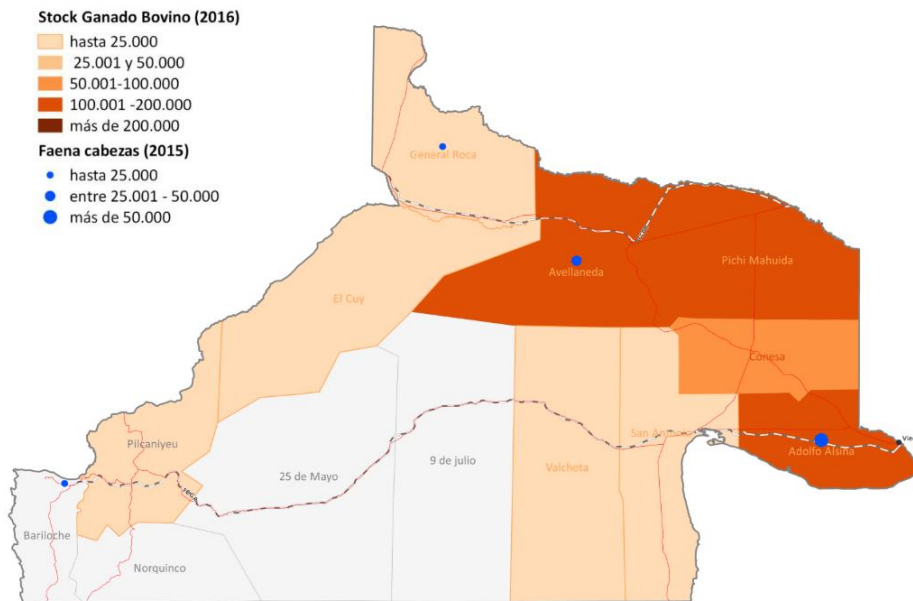 Stock Ganado Bovino (2016)
hasta 25.000
25.001 y 50.000
50.001-100.000
100.001 -200.000
más de 200.000
Faena cabezas (2015)
hasta 25.000
entre 25.001 - 50.000
más de 50.000
General Roca
Avellaneda
Pichi Mahuida
El Cuy
Conesa
Pilcaniyeu
San
Adolfo Alsina
Vie
25 de Mayo
9 de julio
Valcheta
Bariloche
Norquinco